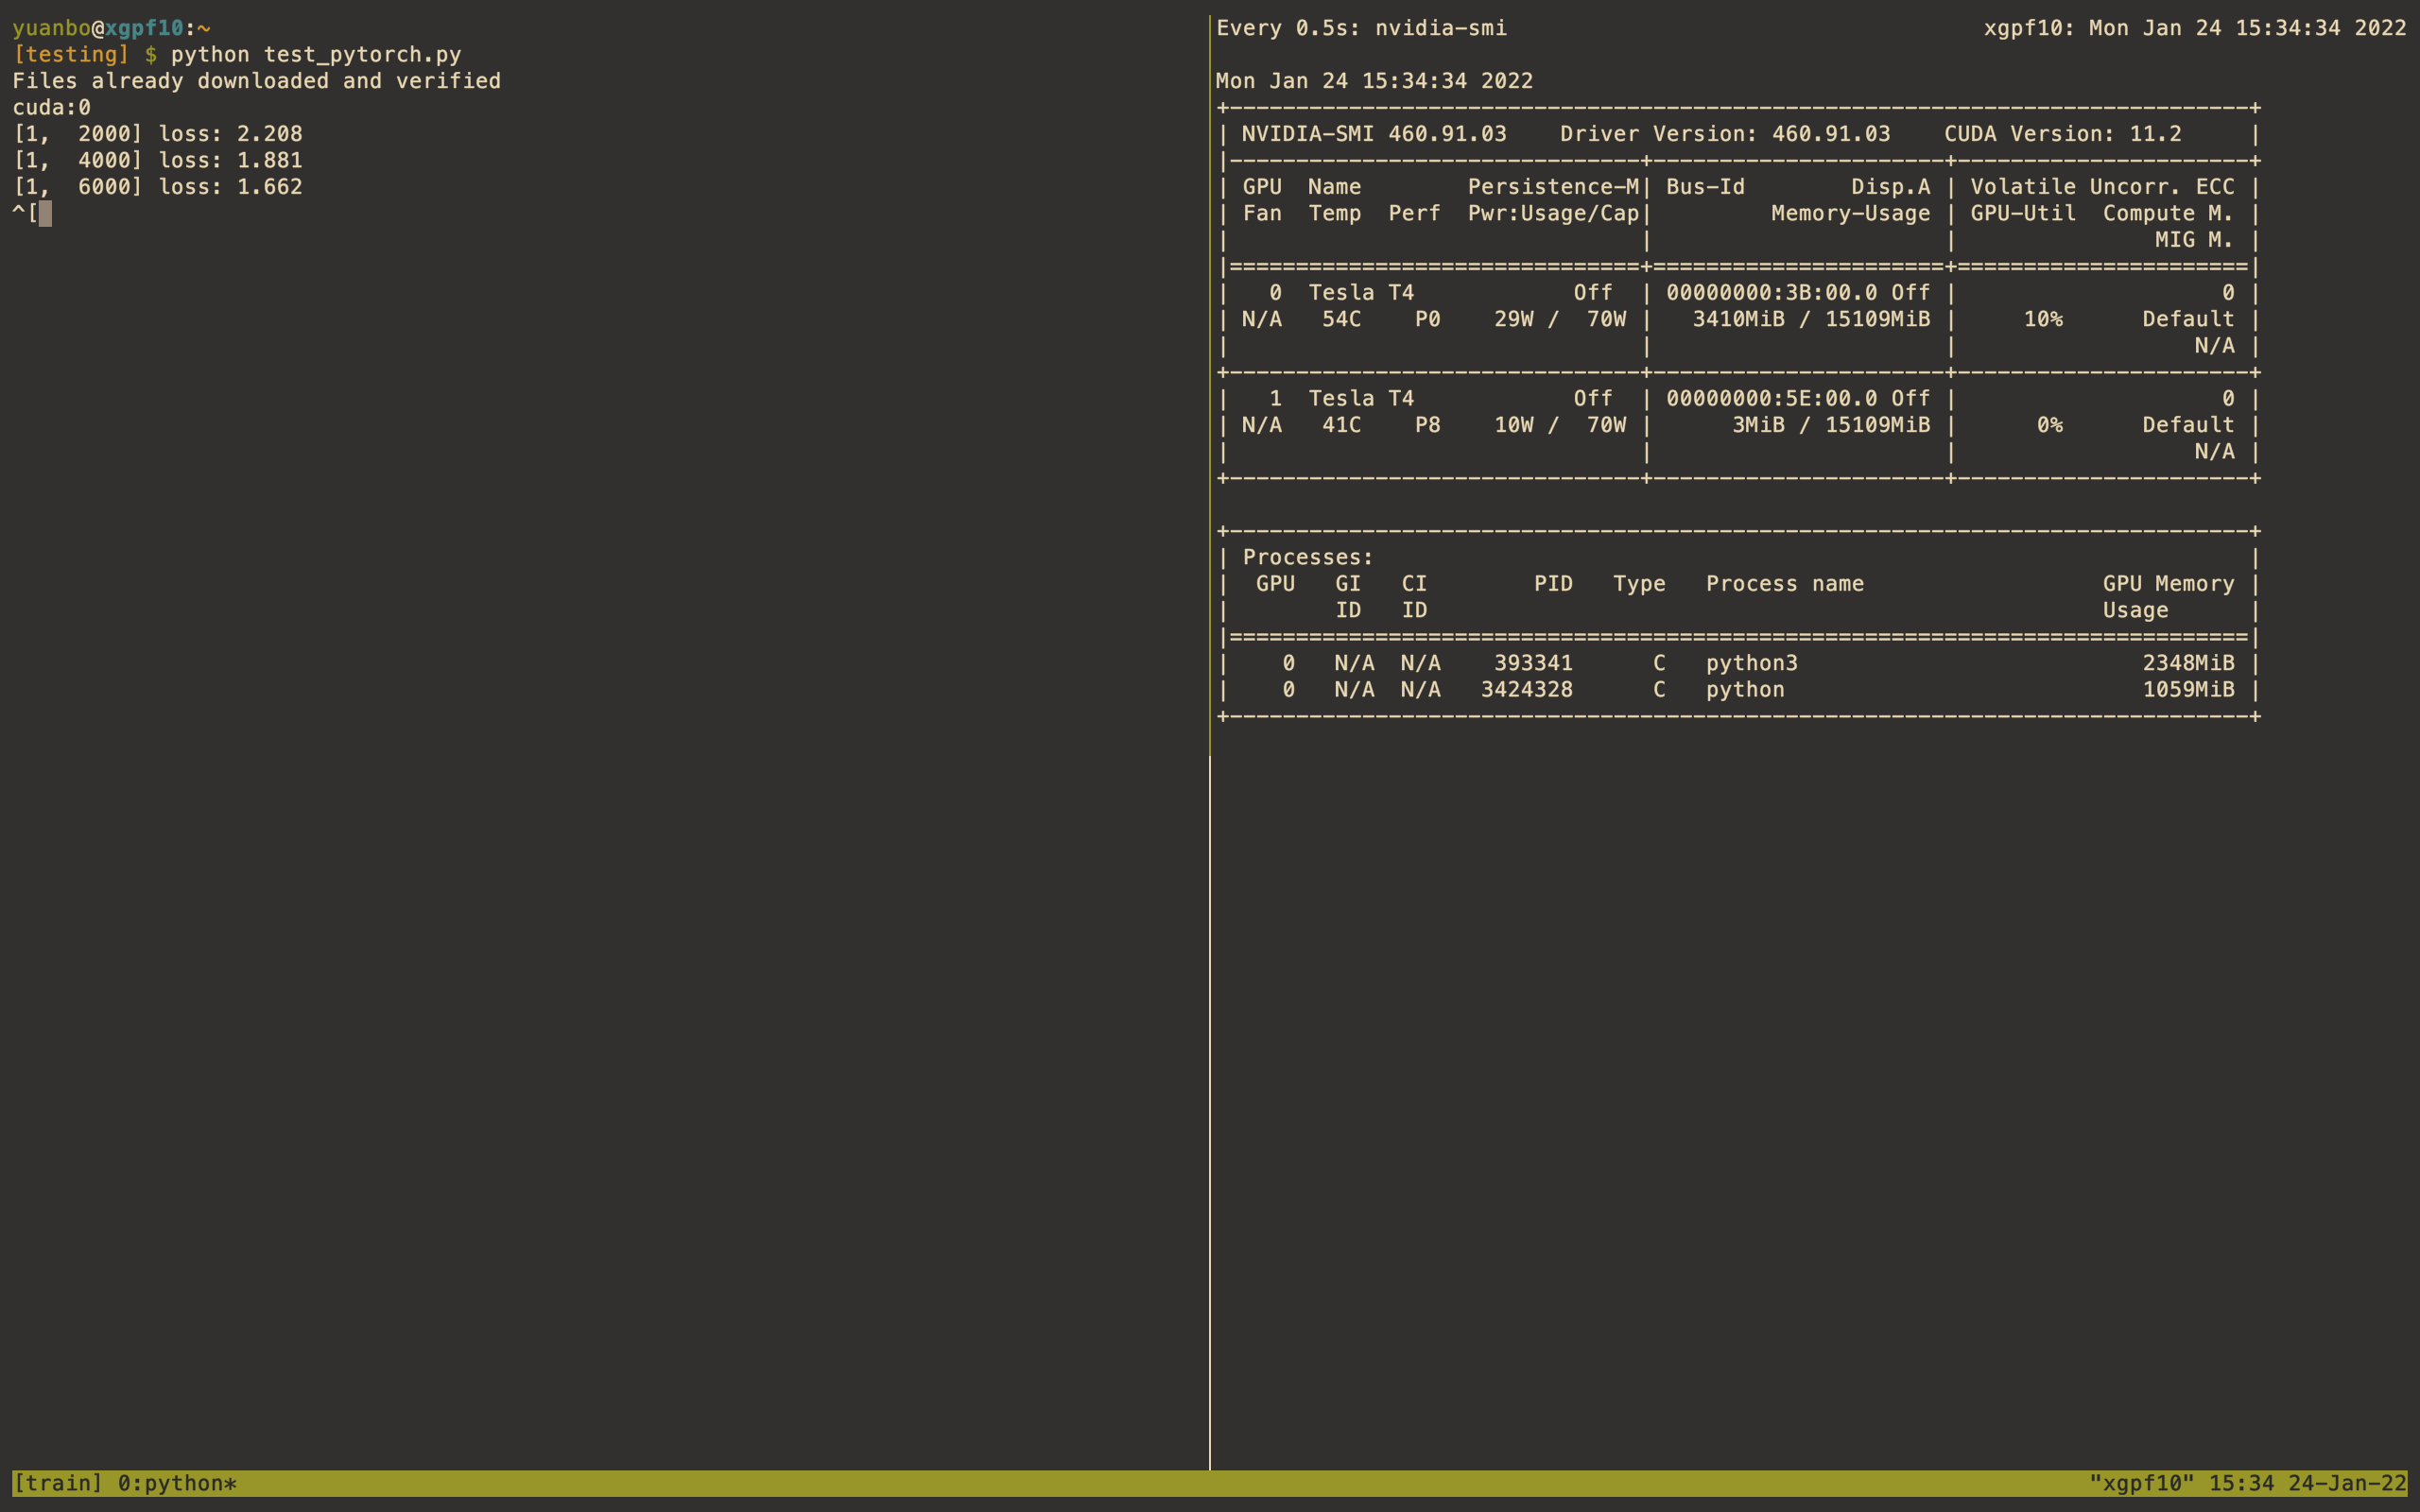 yuanbo@xgpf10:~
[testing] $ python test_pytorch.py
Files already downloaded and verified
cuda:0
[1,  2000] loss: 2.208
[1,  4000] loss: 1.881
[1,  6000] loss: 1.662
^[
Every 0.5s: nvidia-smi                                    xgpf10: Mon Jan 24 15:34:34 2022
Mon Jan 24 15:34:34 2022
+-----------------------------------------------------------------------------+
| NVIDIA-SMI 460.91.03    Driver Version: 460.91.03    CUDA Version: 11.2     |
|-------------------------------+----------------------+----------------------+
| GPU  Name        Persistence-M| Bus-Id        Disp.A | Volatile Uncorr. ECC |
| Fan  Temp  Perf  Pwr:Usage/Cap|         Memory-Usage | GPU-Util  Compute M. |
|                               |                      |               MIG M. |
|===============================+======================+======================|
|   0  Tesla T4            Off  | 00000000:3B:00.0 Off |                    0 |
| N/A   54C    P0    29W /  70W |   3410MiB / 15109MiB |     10%      Default |
|                               |                      |                  N/A |
+-------------------------------+----------------------+----------------------+
|   1  Tesla T4            Off  | 00000000:5E:00.0 Off |                    0 |
| N/A   41C    P8    10W /  70W |      3MiB / 15109MiB |      0%      Default |
|                               |                      |                  N/A |
+-------------------------------+----------------------+----------------------+
+-----------------------------------------------------------------------------+
| Processes:                                                                  |
|  GPU   GI   CI        PID   Type   Process name                  GPU Memory |
|        ID   ID                                                   Usage      |
|=============================================================================|
|    0   N/A  N/A    393341      C   python3                          2348MiB |
|    0   N/A  N/A   3424328      C   python                           1059MiB |
+-----------------------------------------------------------------------------+
[train] 0:python*                                    "xgpf10" 15:34 24-Jan-22